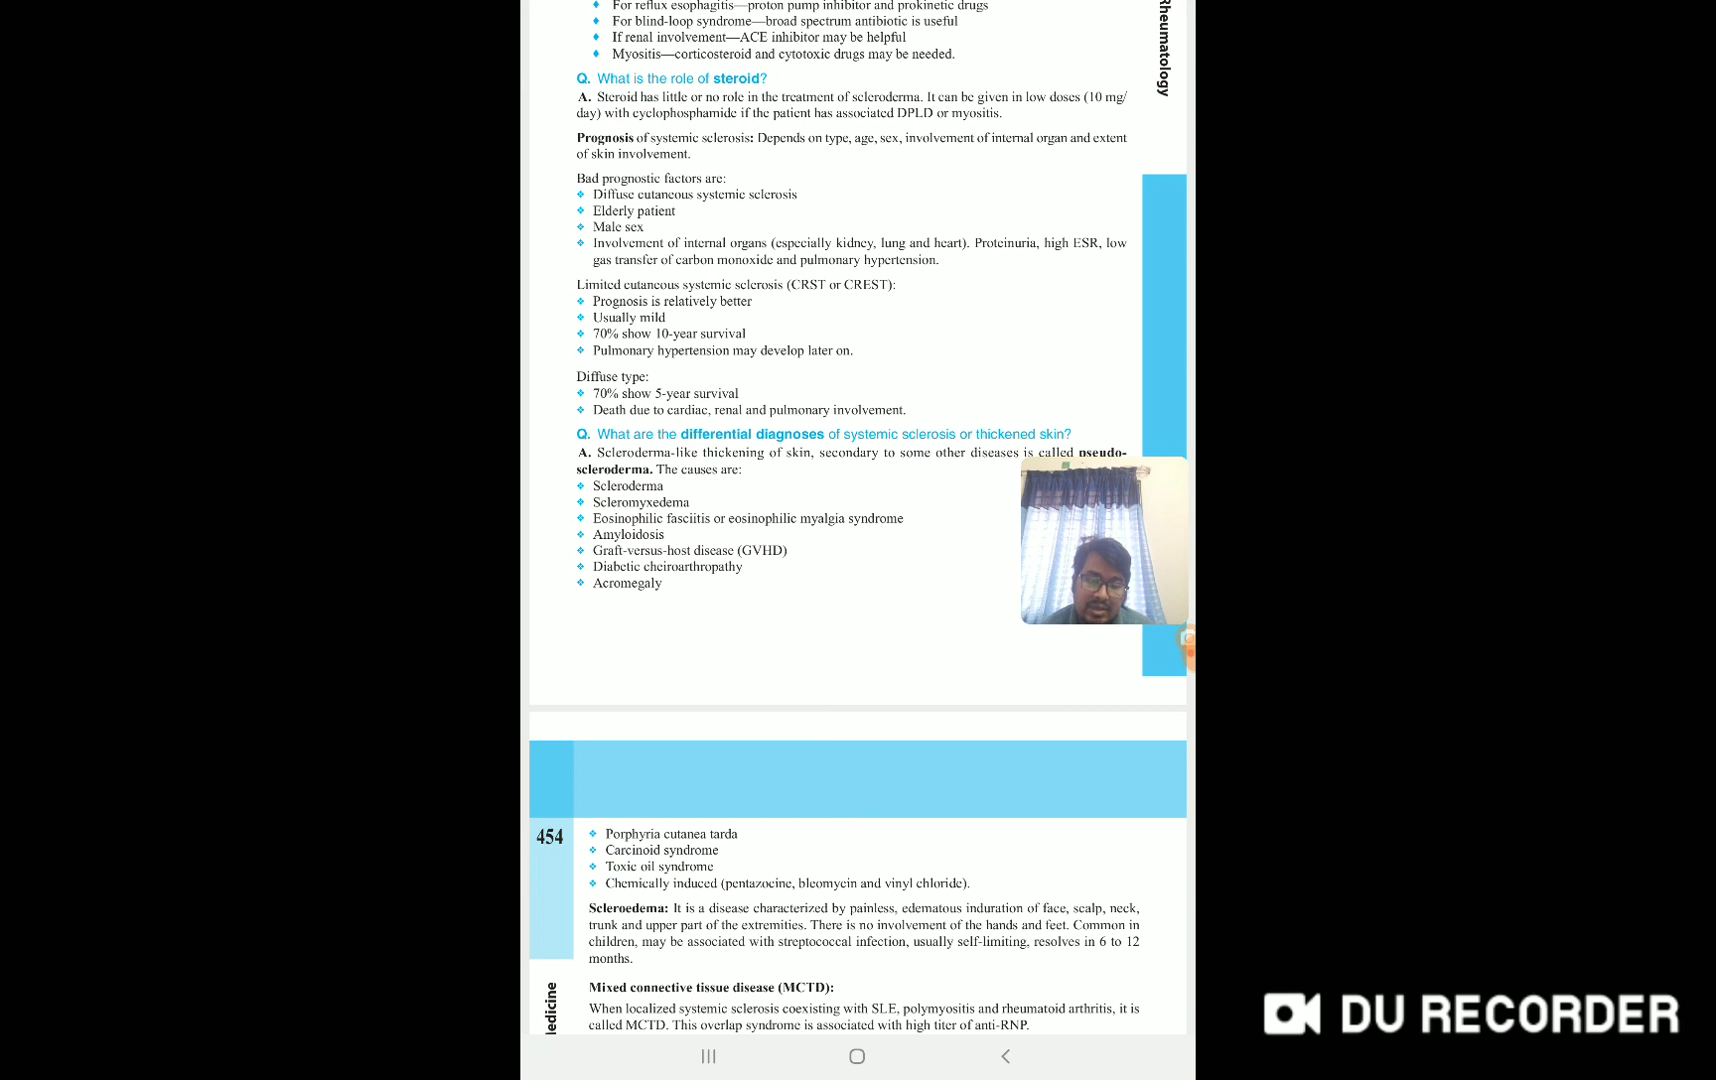 ♦ For reflux esophagitis—proton pump inhibitor and prokinetic drugs
♦ For blind-loop syndrome—broad spectrum antibiotic is useful
♦ If renal involvement—ACE inhibitor may be helpful
♦ Myositis—corticosteroid and cytotoxic drugs may be needed.
Rheumatology
Q. What is the role of steroid?
A. Steroid has little or no role in the treatment of scleroderma. It can be given in low doses (10 mg/
day) with cyclophosphamide if the patient has associated DPLD or myositis.
Prognosis of systemic sclerosis: Depends on type, age, sex, involvement of internal organ and extent
of skin involvement.
Bad prognostic factors are:
❖ Diffuse cutaneous systemic sclerosis
❖ Elderly patient
❖ Male sex
❖ Involvement of internal organs (especially kidney, lung and heart). Proteinuria, high ESR, low
gas transfer of carbon monoxide and pulmonary hypertension.
Limited cutaneous systemic sclerosis (CRST or CREST):
❖ Prognosis is relatively better
❖ Usually mild
❖ 70% show 10-year survival
❖ Pulmonary hypertension may develop later on.
Diffuse type:
❖ 70% show 5-year survival
❖ Death due to cardiac, renal and pulmonary involvement.
Q. What are the differential diagnoses of systemic sclerosis or thickened skin?
A. Scleroderma-like thickening of skin, secondary to some other diseases is called pseudo-
scleroderma. The causes are:
❖ Scleroderma
❖ Scleromyxedema
❖ Eosinophilic fasciitis or eosinophilic myalgia syndrome
❖ Amyloidosis
❖ Graft-versus-host disease (GVHD)
❖ Diabetic cheiroarthropathy
❖ Acromegaly
454
❖ Porphyria cutanea tarda
❖ Carcinoid syndrome
❖ Toxic oil syndrome
❖ Chemically induced (pentazocine, bleomycin and vinyl chloride).
Scleroedema: It is a disease characterized by painless, edematous induration of face, scalp, neck,
trunk and upper part of the extremities. There is no involvement of the hands and feet. Common in
children, may be associated with streptococcal infection, usually self-limiting, resolves in 6 to 12
months.
Mixed connective tissue disease (MCTD):
When localized systemic sclerosis coexisting with SLE, polymyositis and rheumatoid arthritis, it is
called MCTD. This overlap syndrome is associated with high titer of anti-RNP.
edicine
DU RECORDER